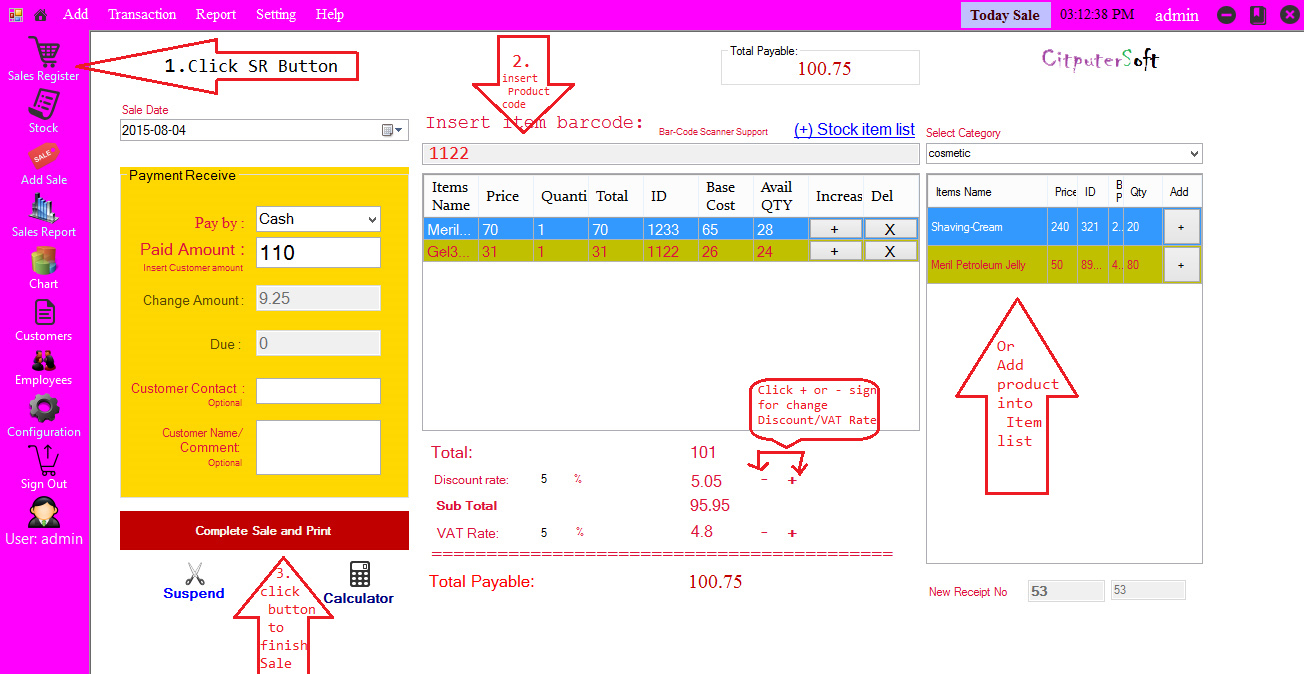 Add Transaction Report Setting Help Today Sale 03:12:38 PM admin
Sales Register
Stock
SALE
Add Sale
Sales Report
Chart
Customers
Employees
Configuration
Sign Out
User: admin
1.Click SR Button
2.
insert
Product
code
Total Payable:
100.75
CitputerSoft
Sale Date
2015-08-04
Insert item barcode:
Bar-Code Scanner Support
(+) Stock item list
1122
Select Category
cosmetic
Payment Receive
Pay by : Cash
Paid Amount : 110
Insert Customer amount
Change Amount : 9.25
Due : 0
Customer Contact :
Optional
Customer Name/
Comment:
Optional
Complete Sale and Print
Suspend
Calculator
3.
click
button
to
finish
Sale
Items Name Price Quanti Total ID Base Cost Avail QTY Increas Del
Meril... 70 1 70 1233 65 28 + X
Gel3... 31 1 31 1122 26 24 + X
Click + or - sign
for change
Discount/VAT Rate
Total: 101
Discount rate: 5 % 5.05 - +
Sub Total 95.95
VAT Rate: 5 % 4.8 - +
==========================================
Total Payable: 100.75
Items Name Price ID B P Qty Add
Shaving-Cream 240 321 2... 20 +
Meril Petroleum Jelly 50 89... 4... 80 +
Or
Add
product
into
Item
list
New Receipt No 53 53